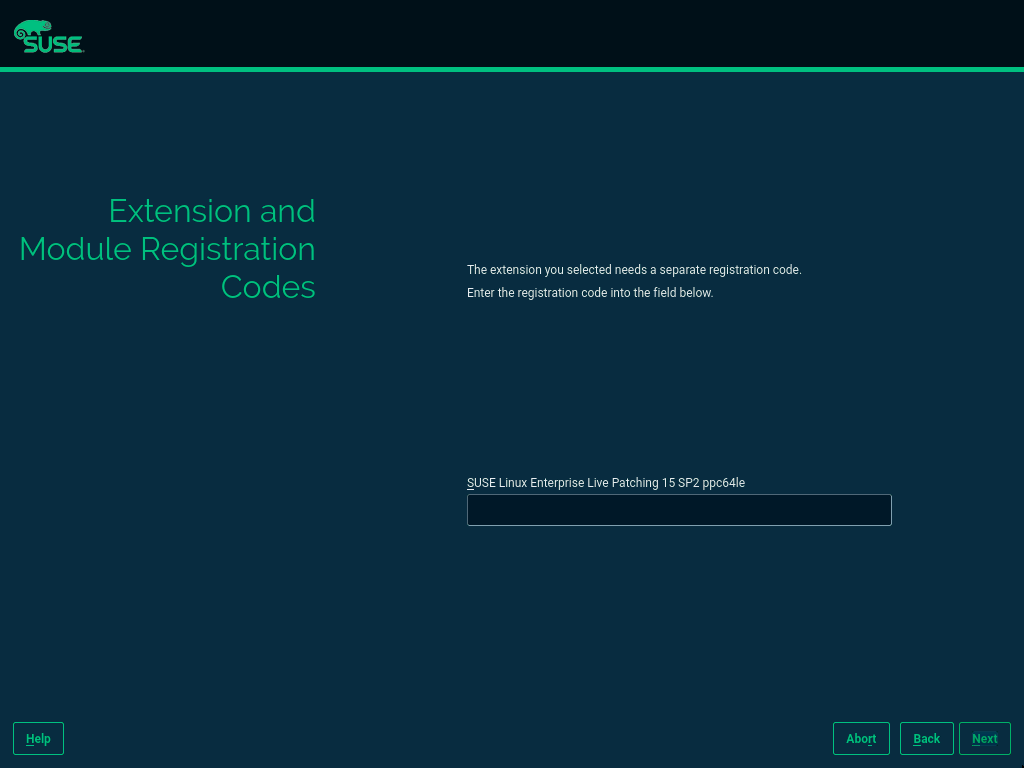 SUSE
Extension and
Module Registration
Codes
The extension you selected needs a separate registration code.
Enter the registration code into the field below.
SUSE Linux Enterprise Live Patching 15 SP2 ppc64le
Help
Abort
Back
Next